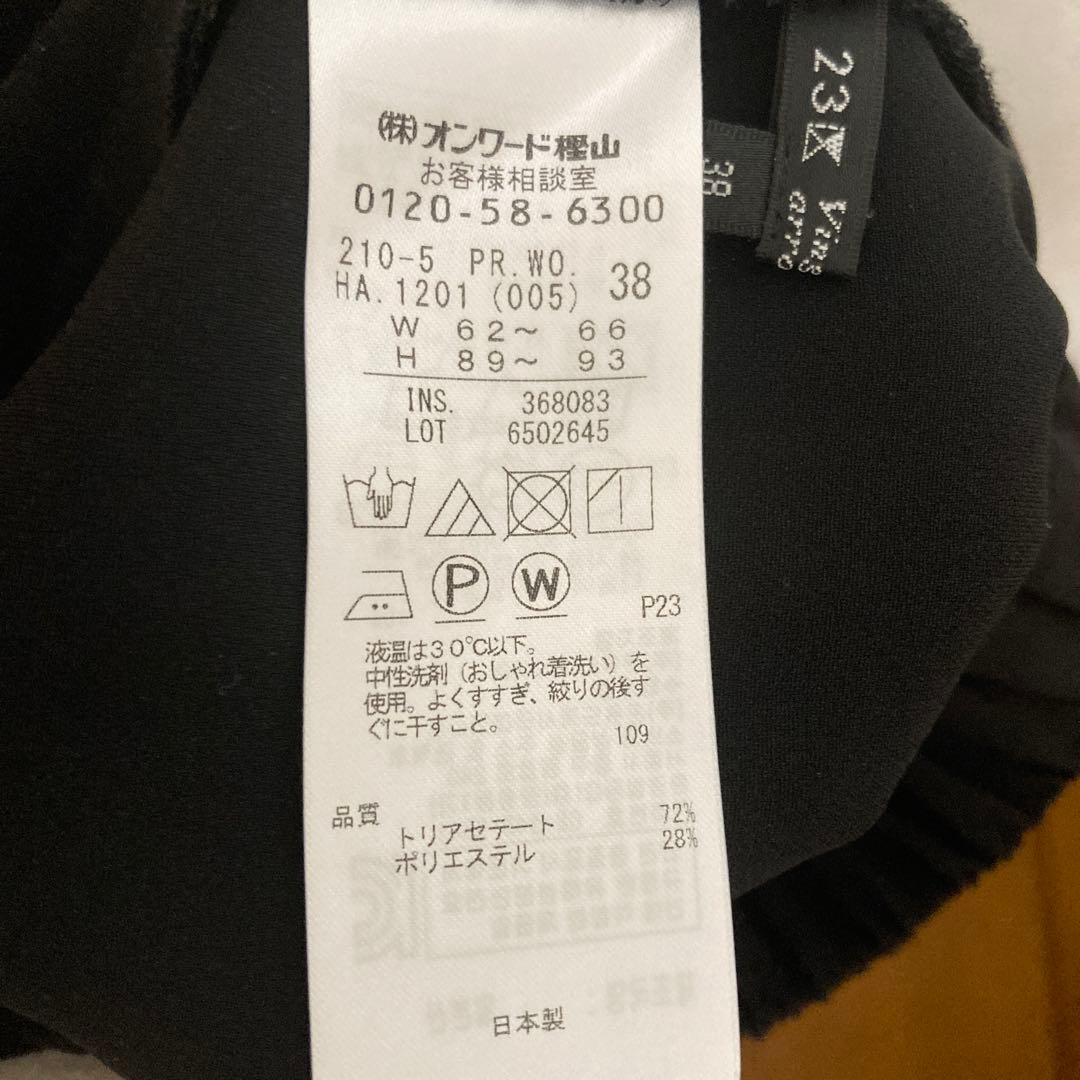 (株)オンワード樫山
お客様相談室
0120-58-6300
210-5 PR.WO.
HA.1201 (005) 38
W 62～ 66
H 89～ 93
INS. 368083
LOT 6502645
P W
P23
液温は30℃以下。
中性洗剤(おしゃれ着洗い)を
使用。よくすすぎ、絞りの後す
ぐに干すこと。
109
品質
トリアセテート 72%
ポリエステル 28%
日本製
23区
38